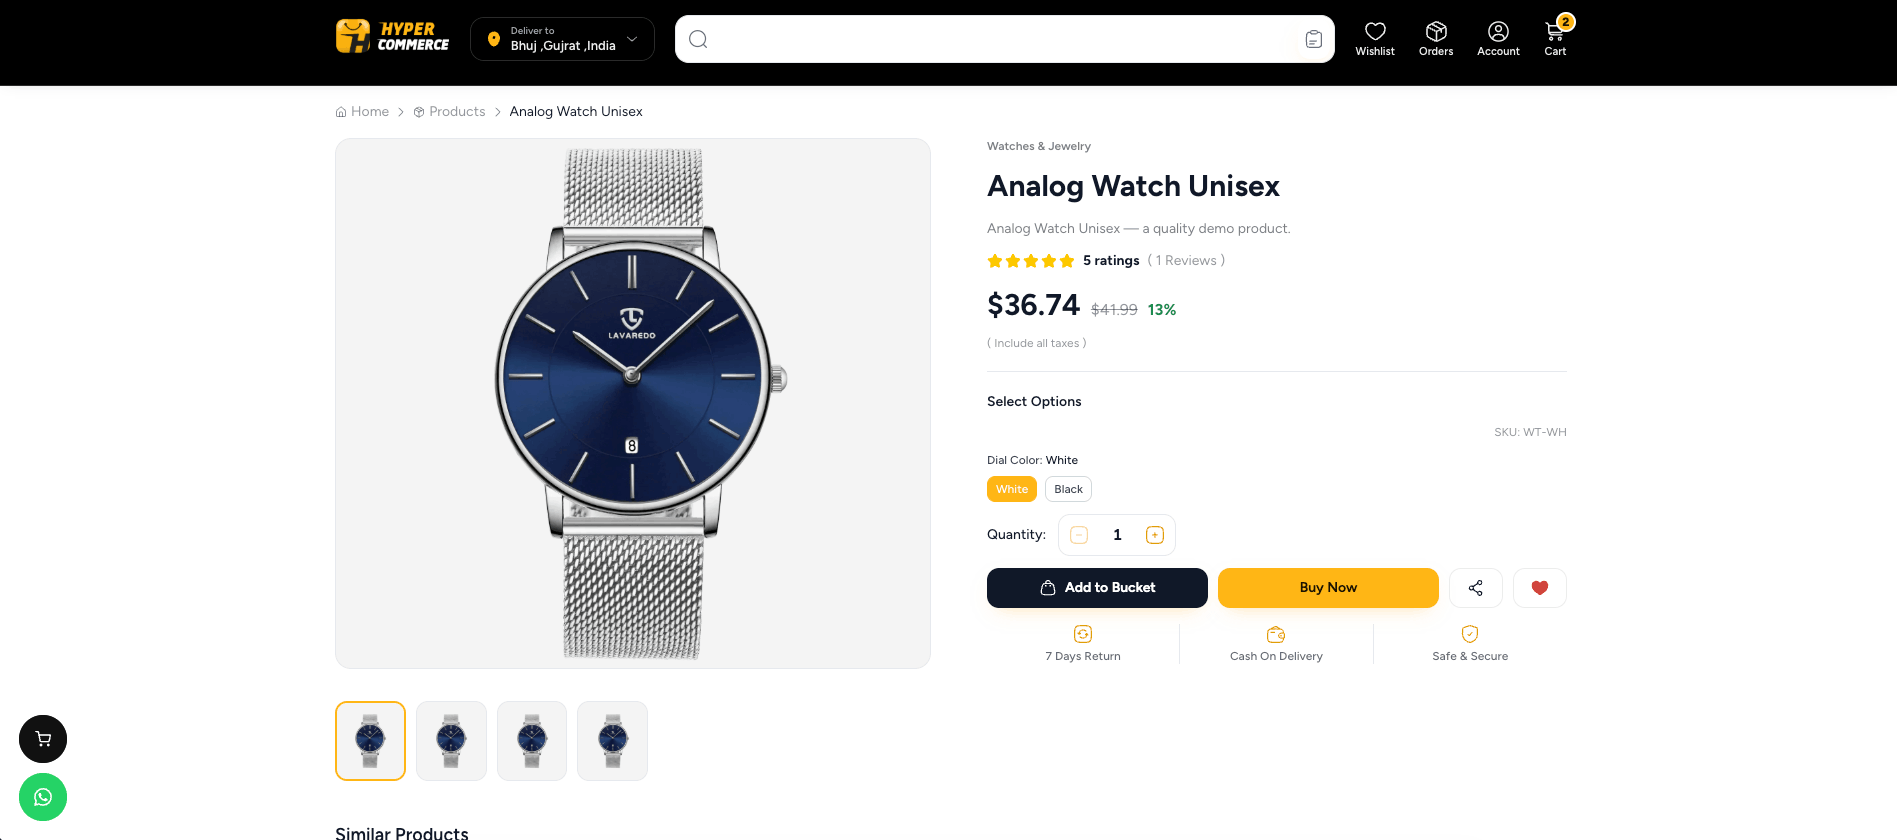 HYPER
COMMERCE
Deliver to
Bhuj ,Gujrat ,India
Wishlist
Orders
Account
2
Cart
Home
Products
Analog Watch Unisex
Watches & Jewelry
Analog Watch Unisex
Analog Watch Unisex — a quality demo product.
5 ratings ( 1 Reviews )
$36.74 $41.99 13%
( Include all taxes )
LAVAREDO
8
Select Options
SKU: WT-WH
Dial Color: White
White
Black
Quantity: 1
Add to Bucket
Buy Now
7 Days Return
Cash On Delivery
Safe & Secure
Similar Products